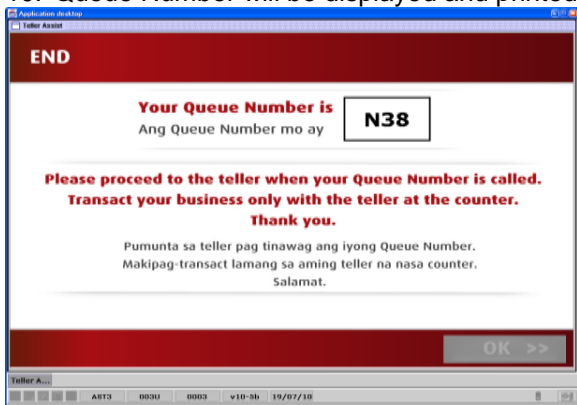 Queue Number will be displayed and printed
Application desktop
Teller Assist
END
Your Queue Number is
Ang Queue Number mo ay
N38
Please proceed to the teller when your Queue Number is called.
Transact your business only with the teller at the counter.
Thank you.
Pumunta sa teller pag tinawag ang iyong Queue Number.
Makipag-transact lamang sa aming teller na nasa counter.
Salamat.
OK >>
Teller A...
AST3 003U 0003 v10-5b 19/07/10